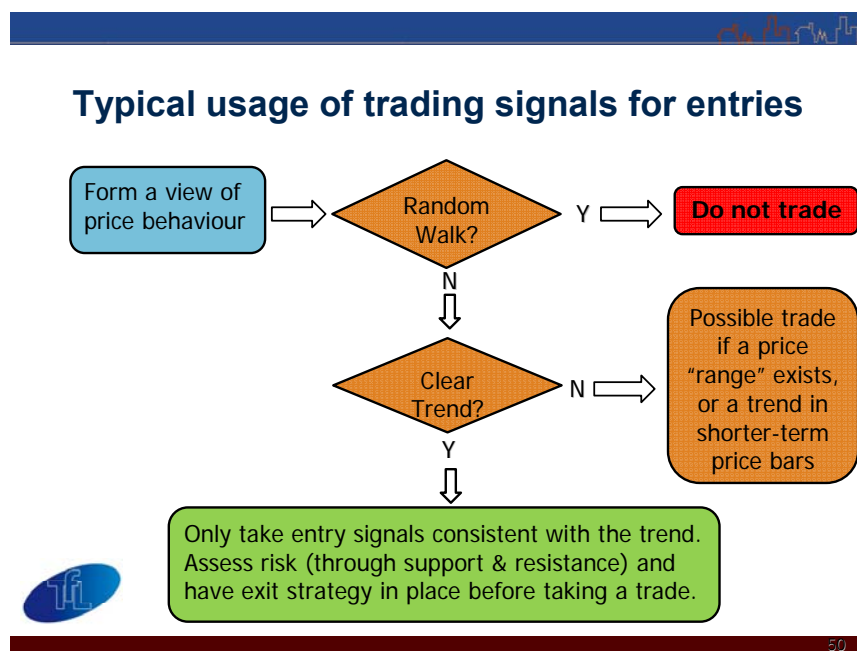 Typical usage of trading signals for entries
Form a view of
price behaviour
Random
Walk?
Y
Do not trade
N
Possible trade
if a price
“range” exists,
or a trend in
shorter-term
price bars
Clear
Trend?
N
Y
Only take entry signals consistent with the trend.
Assess risk (through support & resistance) and
have exit strategy in place before taking a trade.
TfL
50